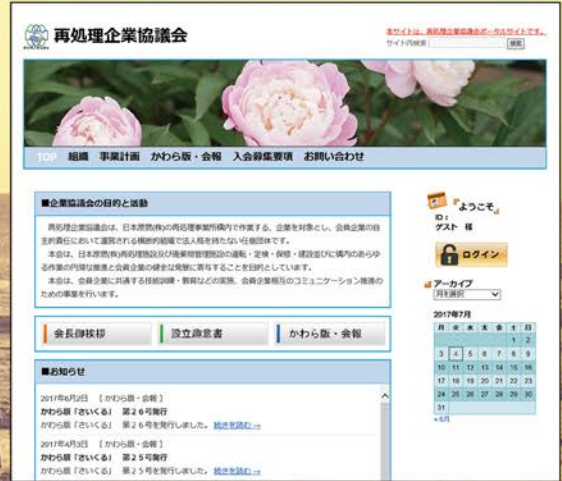 再処理企業協議会
本サイトは、再処理企業協議会ポータルサイトです。
サイト内検索
検索
TOP 組織 事業計画 かわら版・会報 入会募集要項 お問い合わせ
■企業協議会の目的と活動
再処理企業協議会は、日本原燃(株)の再処理事業所構内で作業する、企業を対象とし、会員企業の自
主的責任において運営される横断的組織で法人格を持たない任意団体です。
本会は、日本原燃(株)再処理施設及び廃棄物管理施設の運転・定検・保修・建設並びに構内のあらゆ
る作業の円滑な推進と会員企業の健全な発展に寄与することを目的としています。
本会は、会員企業に共通する技能訓練・教育などの実施、会員企業相互のコミュニケーション推進の
ための事業を行います。
会長御挨拶
設立趣意書
かわら版・会報
■お知らせ
2017年6月2日 [ かわら版・会報 ]
かわら版「さいくる」 第26号発行
かわら版「さいくる」 第26号を発行しました。 続きを読む →
2017年4月3日 [ かわら版・会報 ]
かわら版「さいくる」 第25号発行
かわら版「さいくる」 第25号を発行しました。 続きを読む →
ようこそ
ID:
ゲスト 様
ログイン
アーカイブ
月を選択
2017年7月
月 火 水 木 金 土 日
1 2
3 4 5 6 7 8 9
10 11 12 13 14 15 16
17 18 19 20 21 22 23
24 25 26 27 28 29 30
31
« 6月